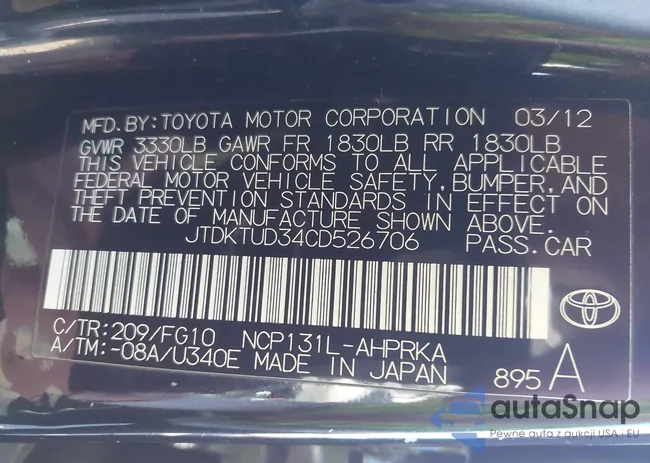 MFD.BY:TOYOTA MOTOR CORPORATION 03/12
GVWR 3330LB GAWR FR 1830LB RR 1830LB
THIS VEHICLE CONFORMS TO ALL APPLICABLE
FEDERAL MOTOR VEHICLE SAFETY,BUMPER,AND
THEFT PREVENTION STANDARDS IN EFFECT ON
THE DATE OF MANUFACTURE SHOWN ABOVE.
JTDKTUD34CD526706 PASS.CAR
C/TR:209/FG10 NCP131L-AHPRKA
A/TM:-08A/U340E MADE IN JAPAN
895 A
autaSnap
Pewne auta z aukcji USA i EU